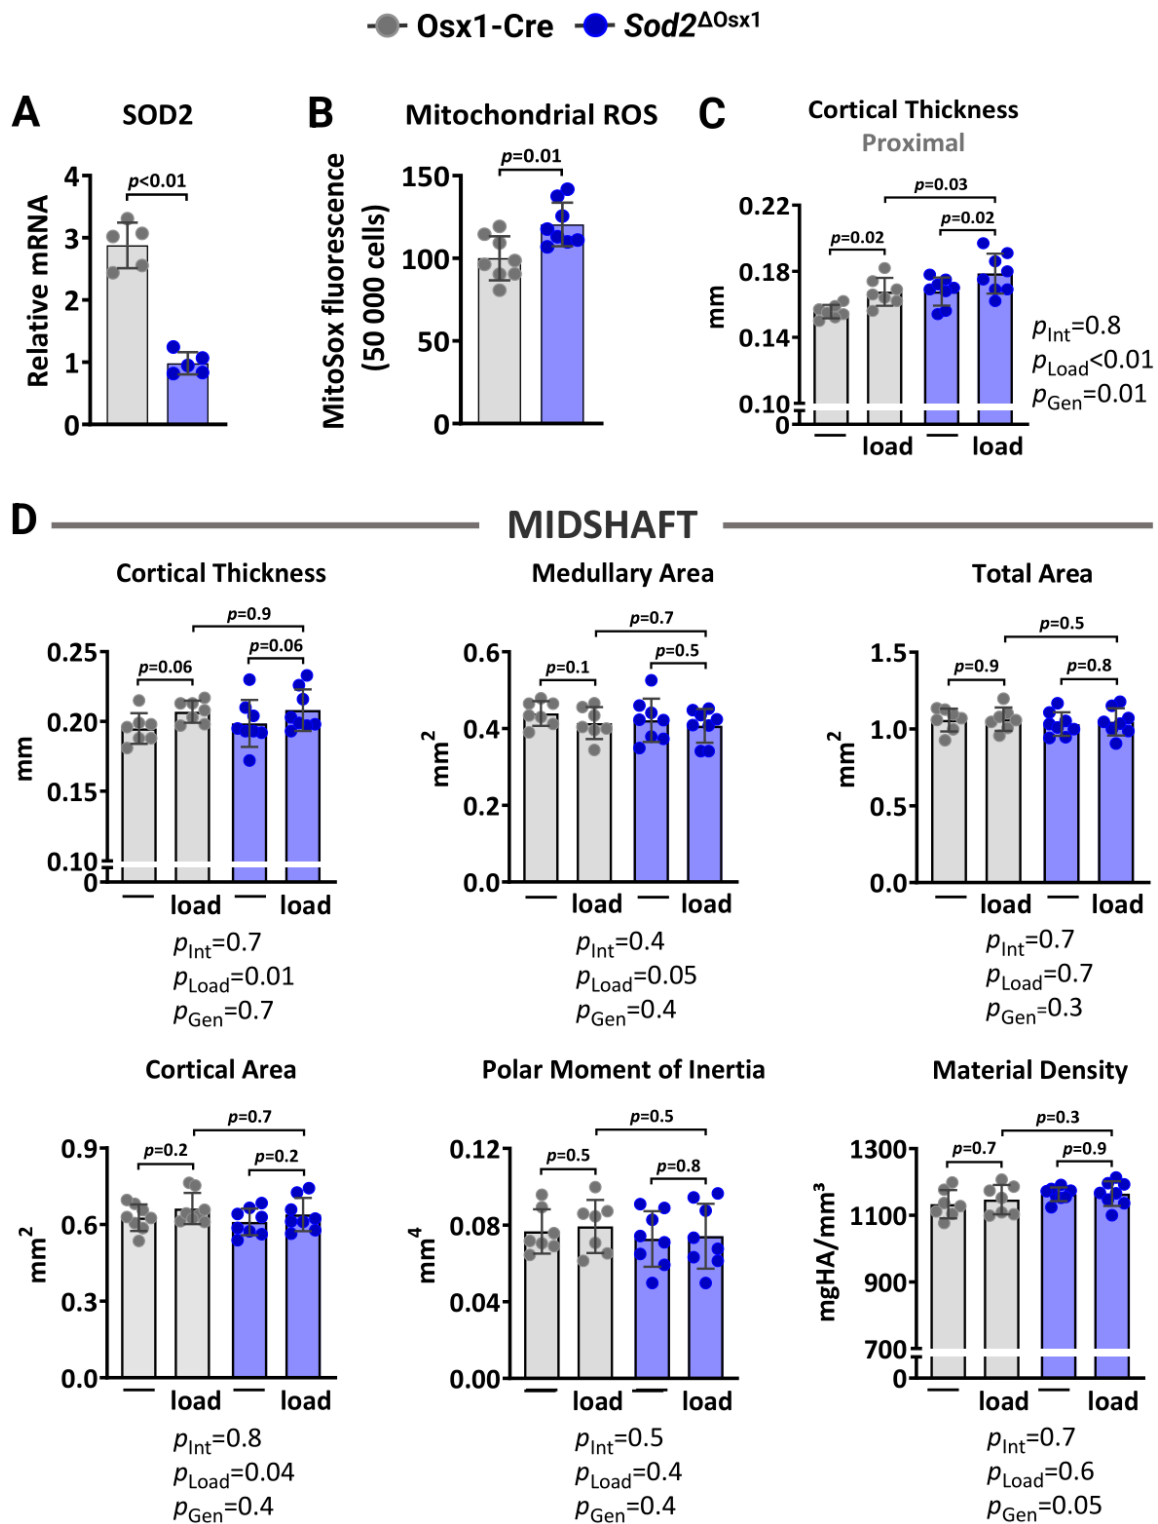 Osx1-Cre Sod2ΔOsx1
A
SOD2
Relative mRNA
4
3
2
1
0
p<0.01
B
Mitochondrial ROS
MitoSox fluorescence
(50 000 cells)
150
100
50
0
p=0.01
C
Cortical Thickness
Proximal
mm
0.22
0.18
0.14
0.10
0
p=0.03
p=0.02
p=0.02
— load — load
pInt=0.8
pLoad<0.01
pGen=0.01
D
MIDSHAFT
Cortical Thickness
mm
0.25
0.20
0.15
0.10
0
p=0.9
p=0.06
p=0.06
— load — load
pInt=0.7
pLoad=0.01
pGen=0.7
Medullary Area
mm2
0.6
0.4
0.2
0.0
p=0.7
p=0.5
p=0.1
— load — load
pInt=0.4
pLoad=0.05
pGen=0.4
Total Area
mm2
1.5
1.0
0.5
0.0
p=0.5
p=0.9
p=0.8
— load — load
pInt=0.7
pLoad=0.7
pGen=0.3
Cortical Area
mm2
0.9
0.6
0.3
0.0
p=0.7
p=0.2
p=0.2
— load — load
pInt=0.8
pLoad=0.04
pGen=0.4
Polar Moment of Inertia
mm4
0.12
0.08
0.04
0.00
p=0.5
p=0.5
p=0.8
— load — load
pInt=0.5
pLoad=0.4
pGen=0.4
Material Density
mgHA/mm³
1300
1100
900
700
0
p=0.3
p=0.7
p=0.9
— load — load
pInt=0.7
pLoad=0.6
pGen=0.05